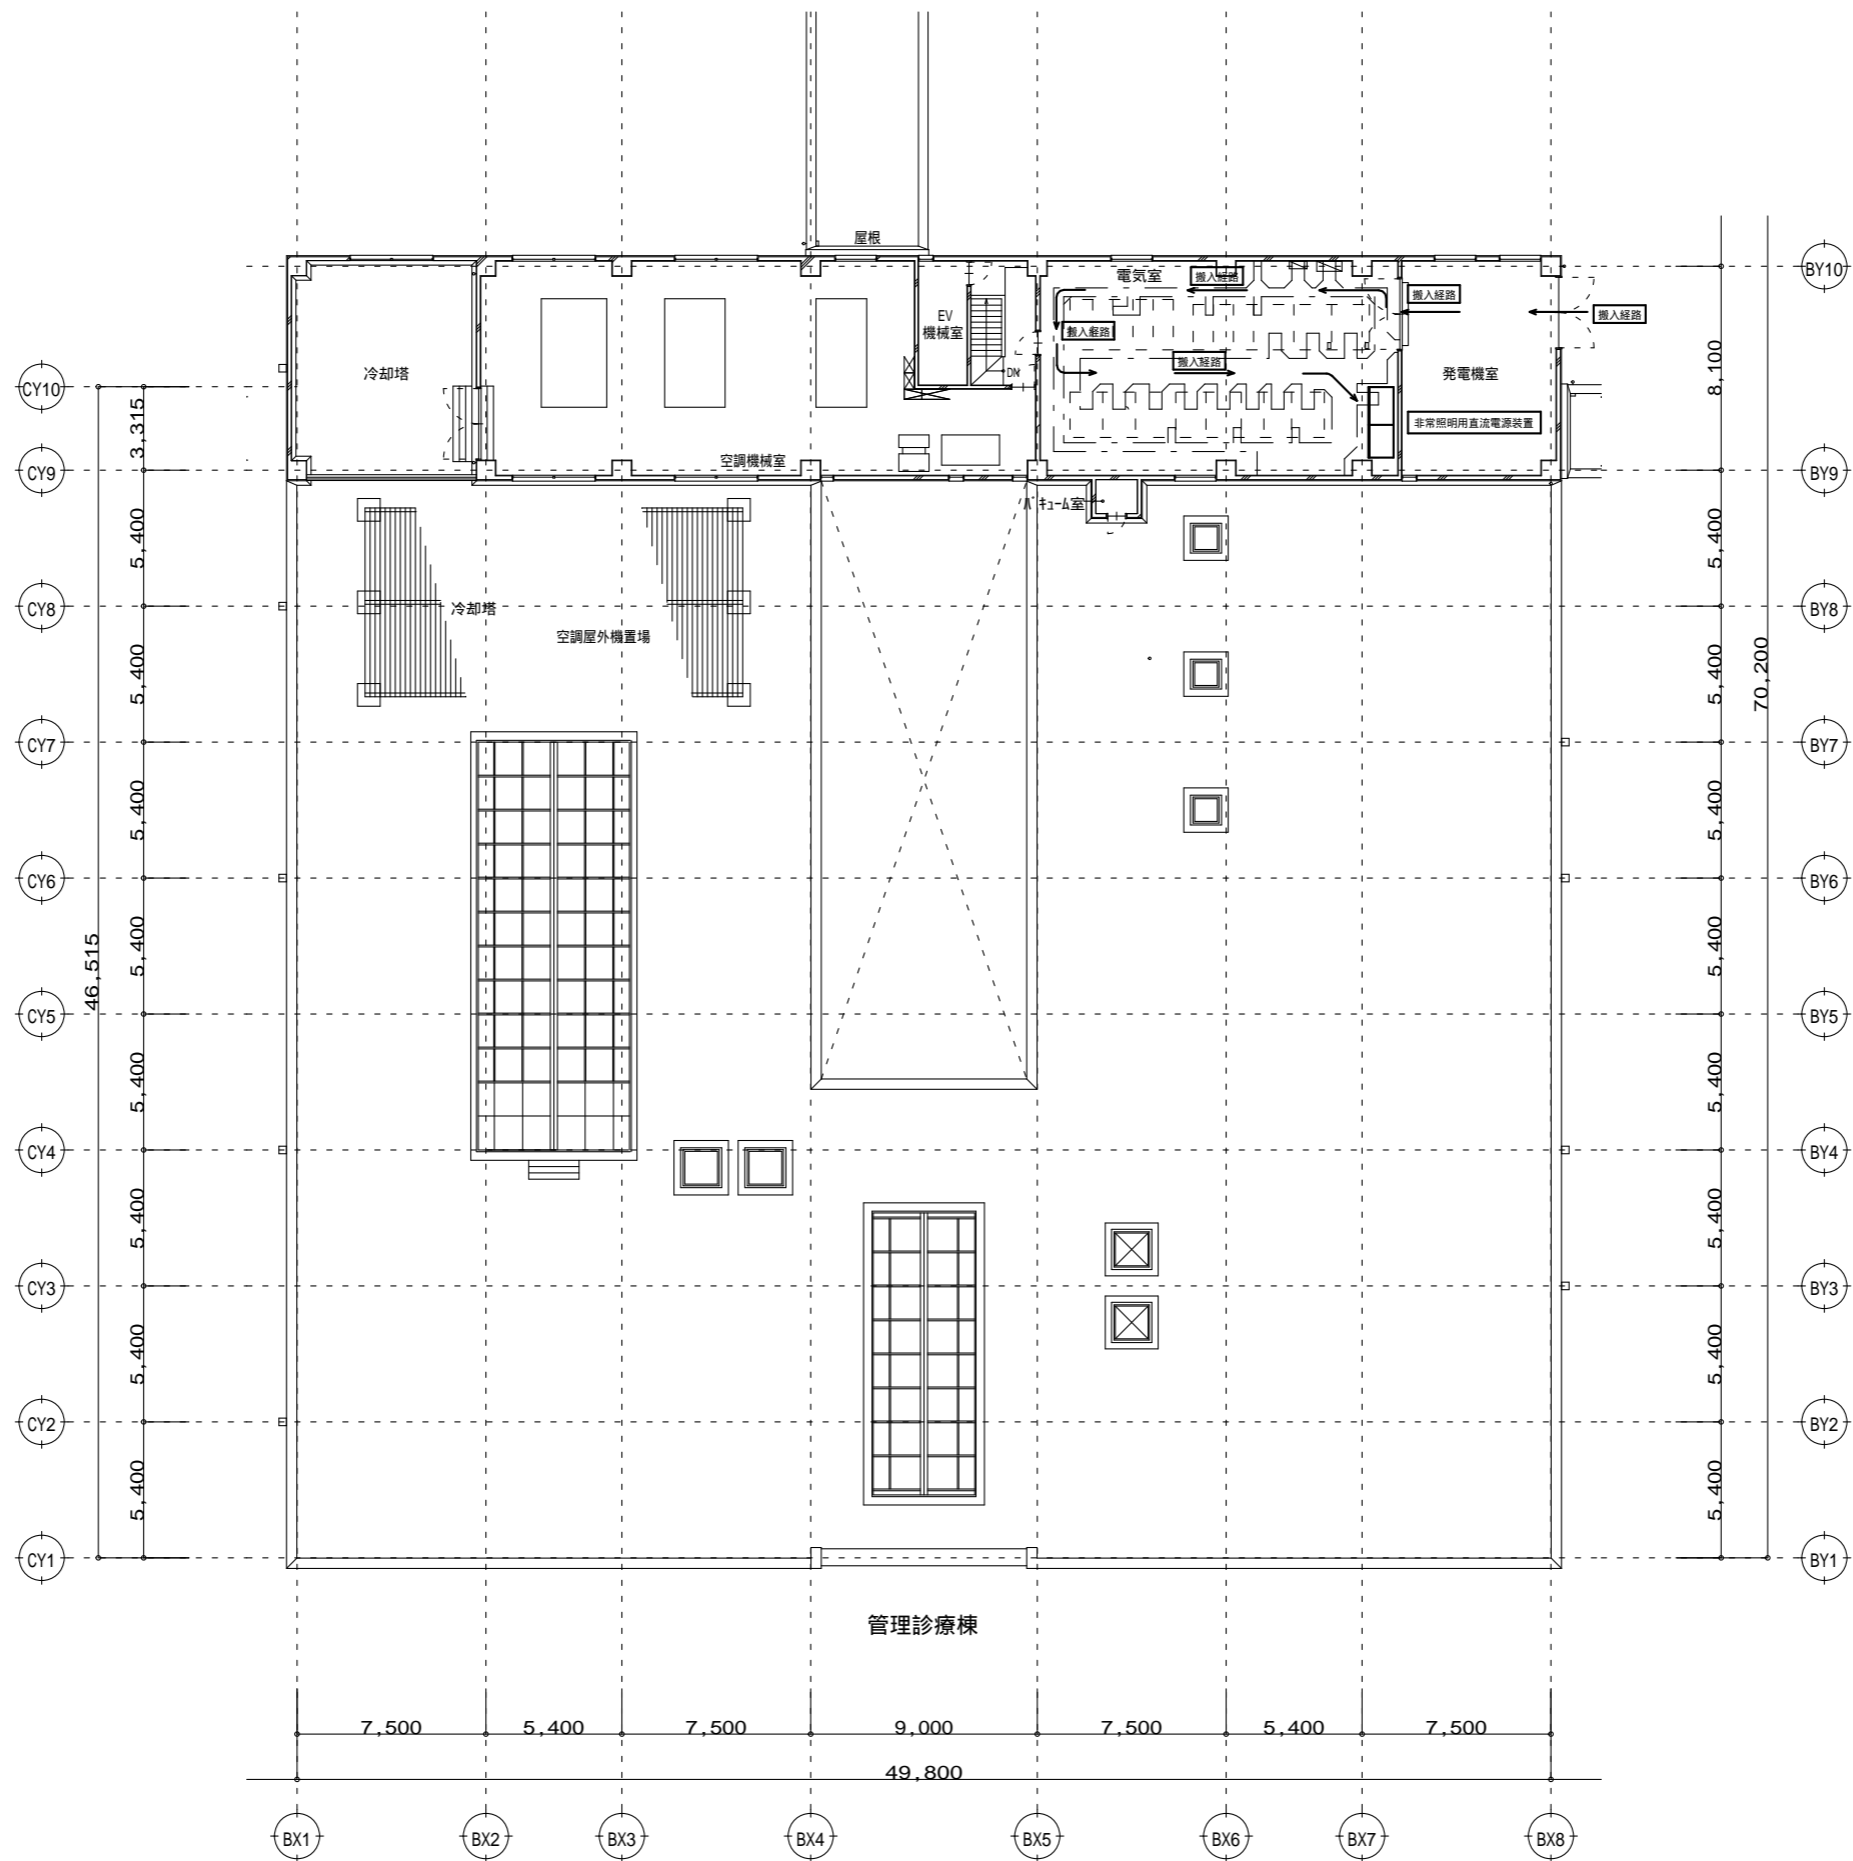 屋根
BY10
電気室
搬入経路
搬入経路
搬入経路
EV
機械室
搬入経路
搬入経路
冷却塔
DN
発電機室
CY10
8,100
3,315
非常照明用直流電源装置
空調機械室
CY9
BY9
バキューム室
5,400
5,400
冷却塔
CY8
BY8
空調屋外機置場
5,400
5,400
70,200
CY7
BY7
5,400
5,400
CY6
BY6
46,515
5,400
5,400
CY5
BY5
5,400
5,400
CY4
BY4
5,400
5,400
CY3
BY3
5,400
5,400
CY2
BY2
5,400
5,400
CY1
BY1
管理診療棟
7,500
5,400
7,500
9,000
7,500
5,400
7,500
49,800
BX1
BX2
BX3
BX4
BX5
BX6
BX7
BX8